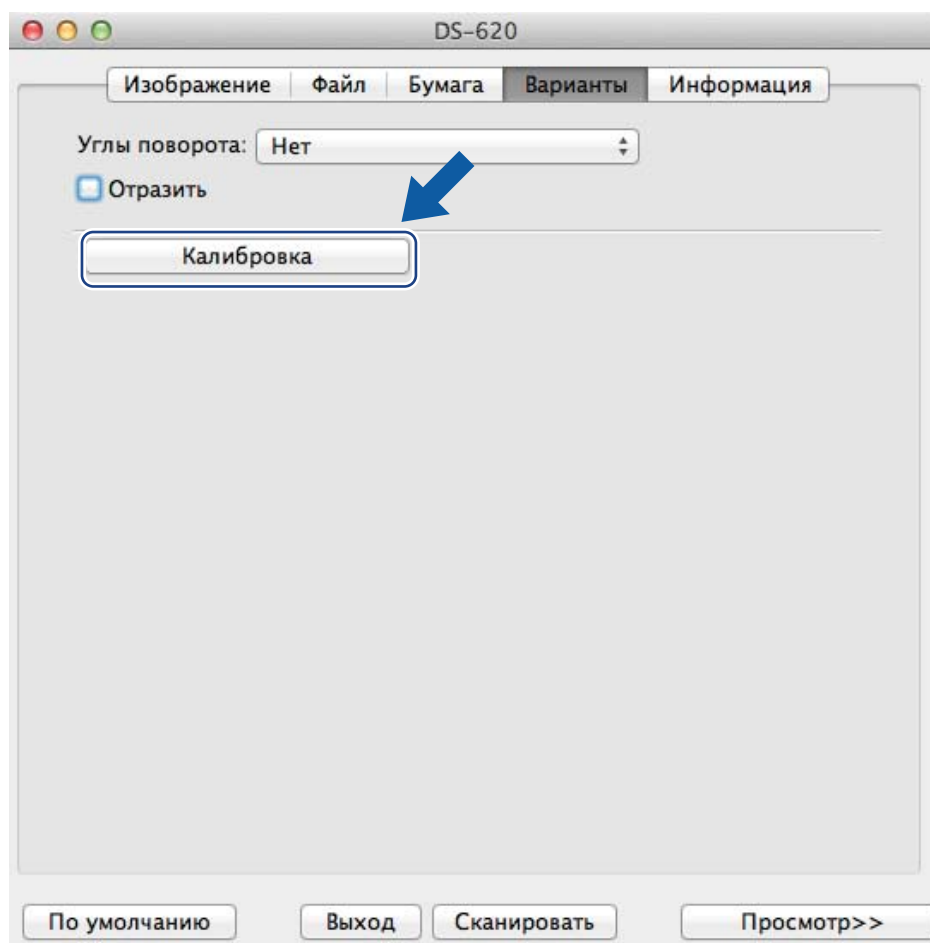 DS-620
Изображение Файл Бумага Варианты Информация
Углы поворота: Нет
Отразить
Калибровка
По умолчанию Выход Сканировать Просмотр>>